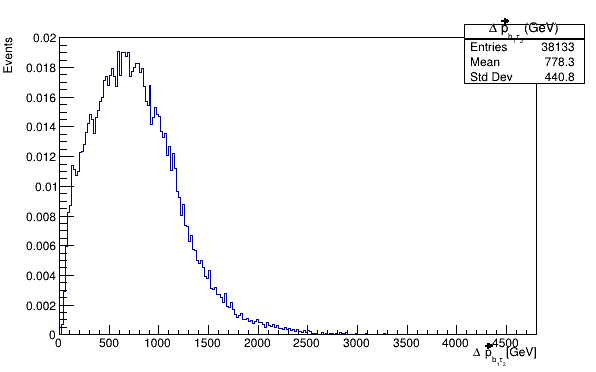 Δ p⃗ b₁τ₂ (GeV)
Entries 38133
Mean 778.3
Std Dev 440.8
Events
0.02
0.018
0.016
0.014
0.012
0.01
0.008
0.006
0.004
0.002
0
0 500 1000 1500 2000 2500 3000 3500 4000 4500
Δ p⃗ b₁τ₂ [GeV]